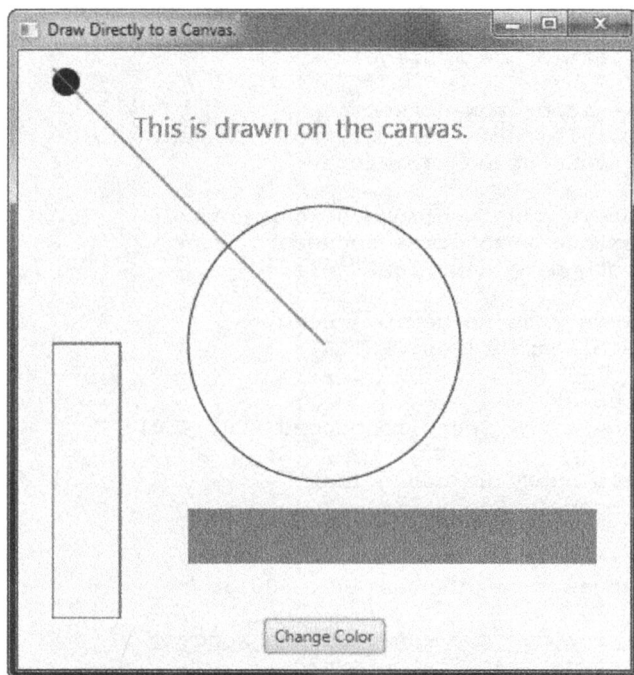 Draw Directly to a Canvas.
This is drawn on the canvas.
Change Color